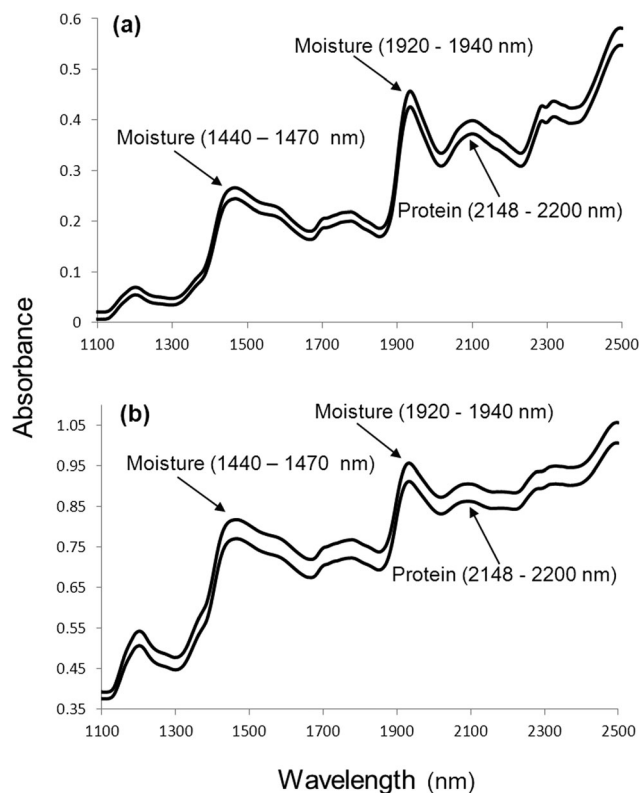 (a)
Moisture (1920 - 1940 nm)
Moisture (1440 – 1470 nm)
Protein (2148 - 2200 nm)
0.6
0.5
0.4
0.3
0.2
0.1
0
1100 1300 1500 1700 1900 2100 2300 2500
Absorbance
(b)
Moisture (1920 - 1940 nm)
Moisture (1440 – 1470 nm)
Protein (2148 - 2200 nm)
1.05
0.95
0.85
0.75
0.65
0.55
0.45
0.35
1100 1300 1500 1700 1900 2100 2300 2500
Wavelength (nm)